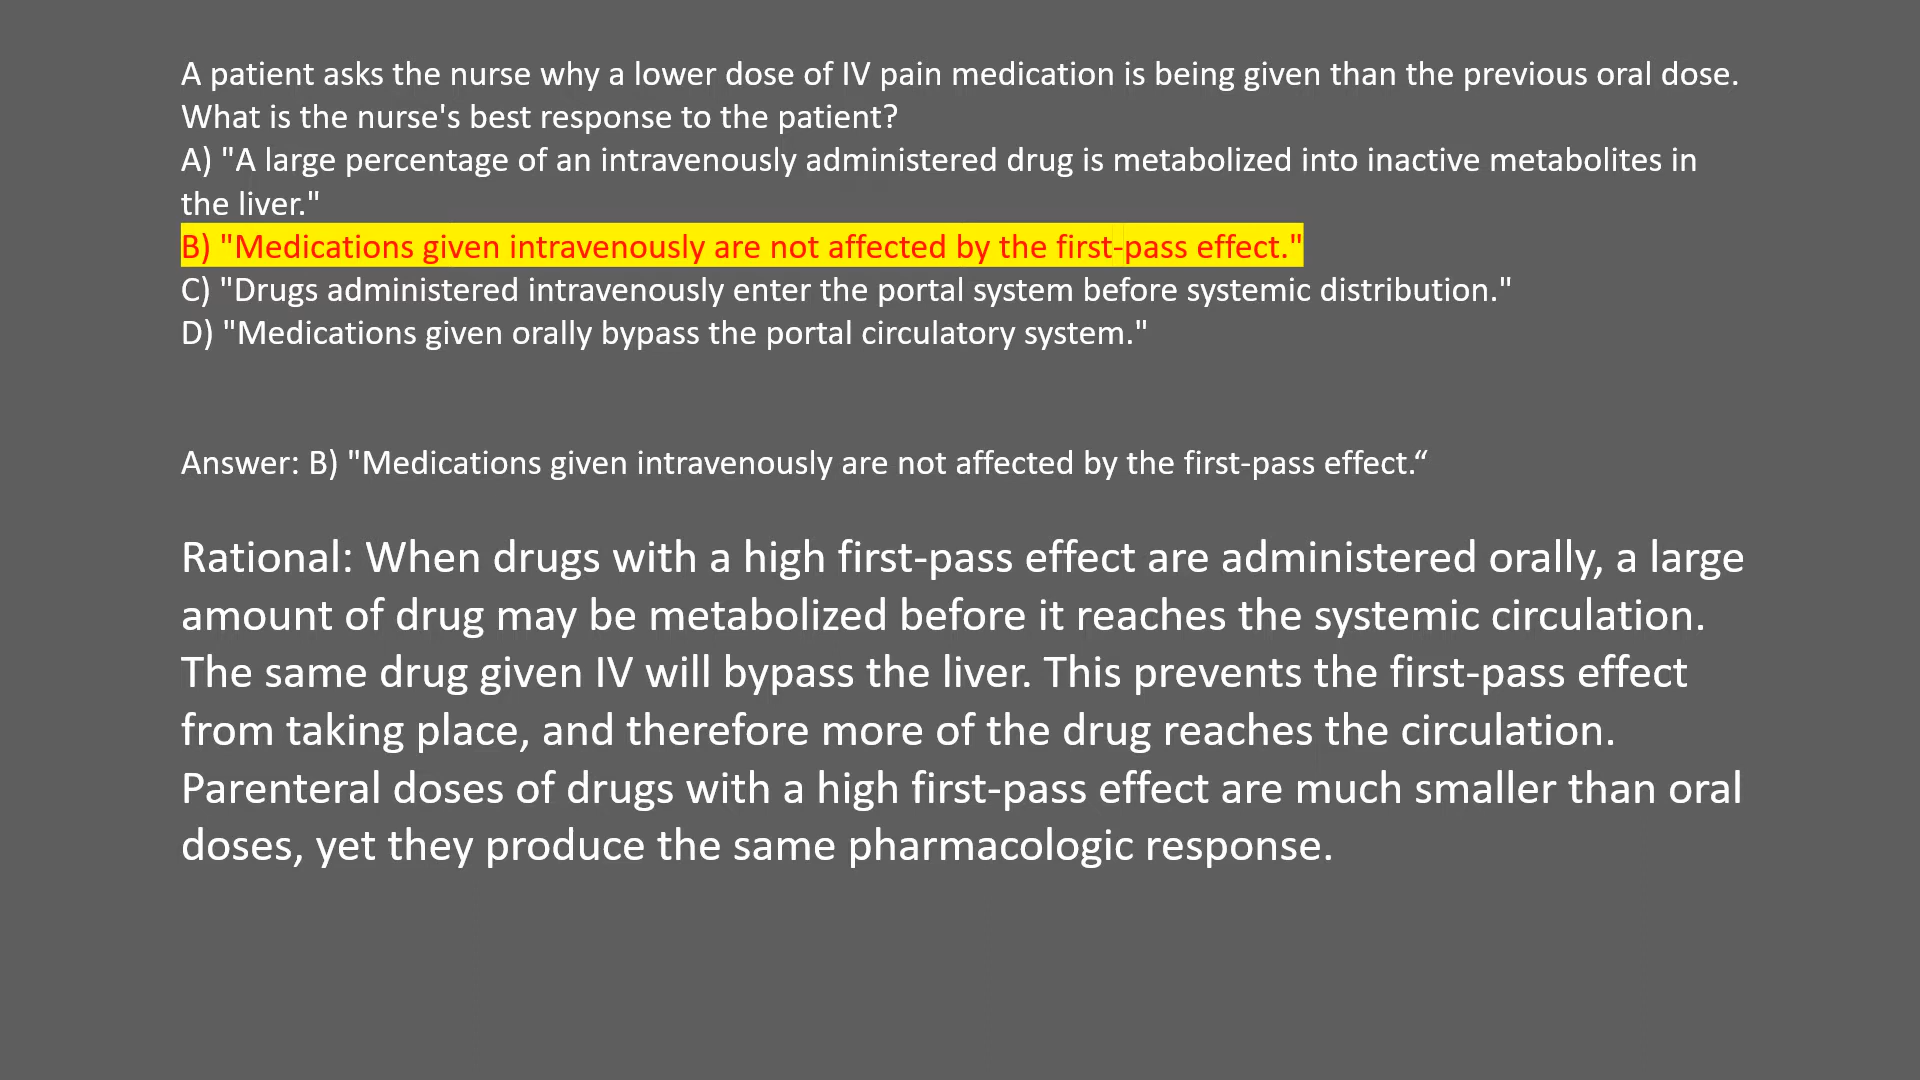 A patient asks the nurse why a lower dose of IV pain medication is being given than the previous oral dose.
What is the nurse's best response to the patient?
A) "A large percentage of an intravenously administered drug is metabolized into inactive metabolites in
the liver."
B) "Medications given intravenously are not affected by the first-pass effect."
C) "Drugs administered intravenously enter the portal system before systemic distribution."
D) "Medications given orally bypass the portal circulatory system."
Answer: B) "Medications given intravenously are not affected by the first-pass effect.“
Rational: When drugs with a high first-pass effect are administered orally, a large
amount of drug may be metabolized before it reaches the systemic circulation.
The same drug given IV will bypass the liver. This prevents the first-pass effect
from taking place, and therefore more of the drug reaches the circulation.
Parenteral doses of drugs with a high first-pass effect are much smaller than oral
doses, yet they produce the same pharmacologic response.